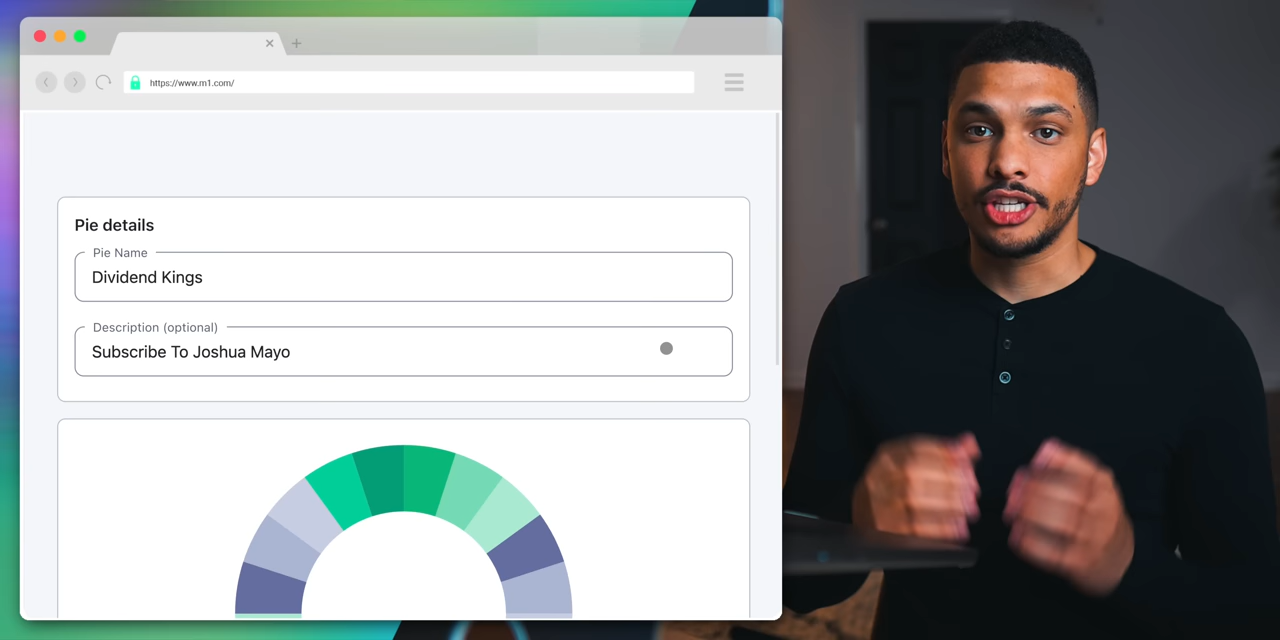 https://www.m1.com/
Pie details
Pie Name
Dividend Kings
Description (optional)
Subscribe To Joshua Mayo